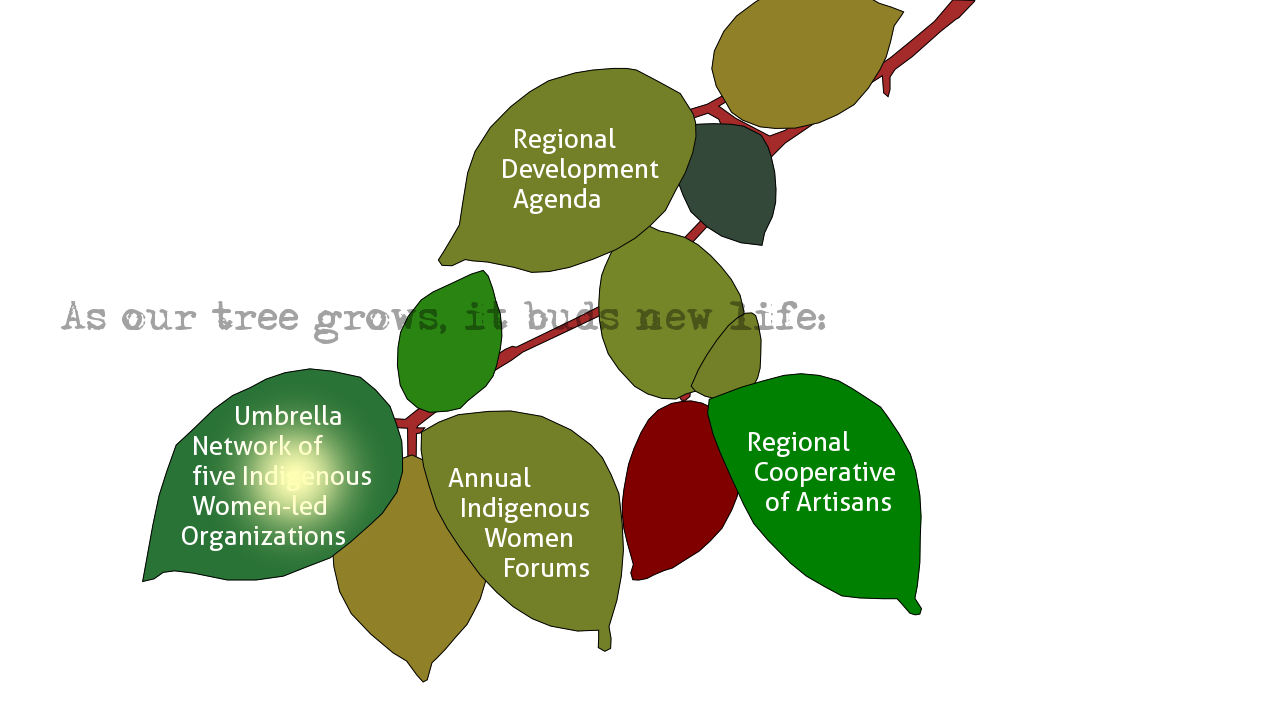 Regional
Development
Agenda
As our tree grows, it buds new life:
Umbrella
Network of
five Indigenous
Women-led
Organizations
Annual
Indigenous
Women
Forums
Regional
Cooperative
of Artisans